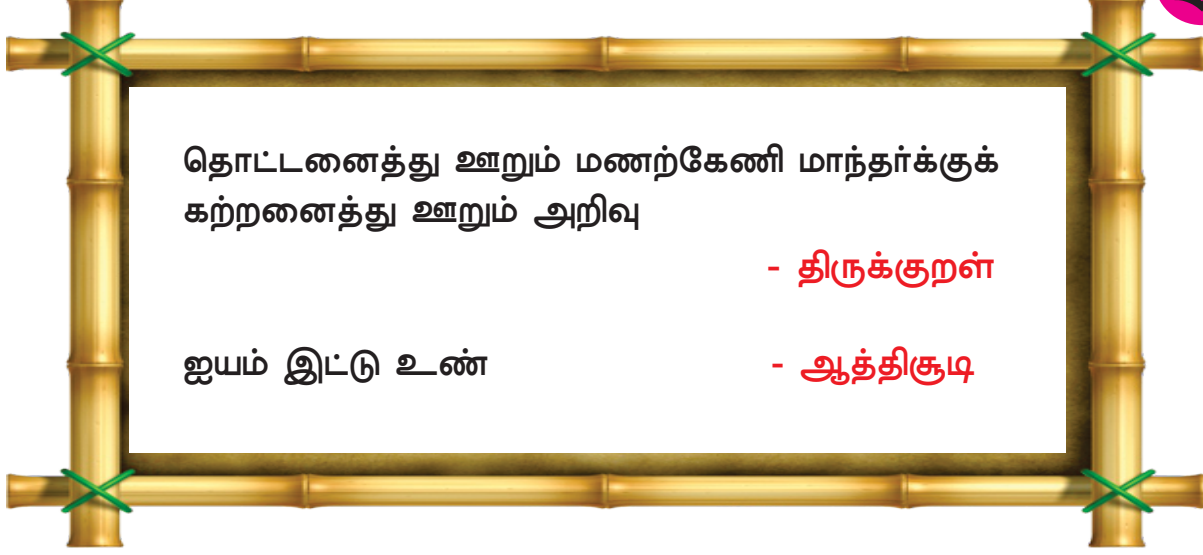 தொட்டனைத்து ஊறும் மணற்கேணி மாந்தர்க்குக்
கற்றனைத்து ஊறும் அறிவு
- திருக்குறள்
ஐயம் இட்டு உண் - ஆத்திசூடி